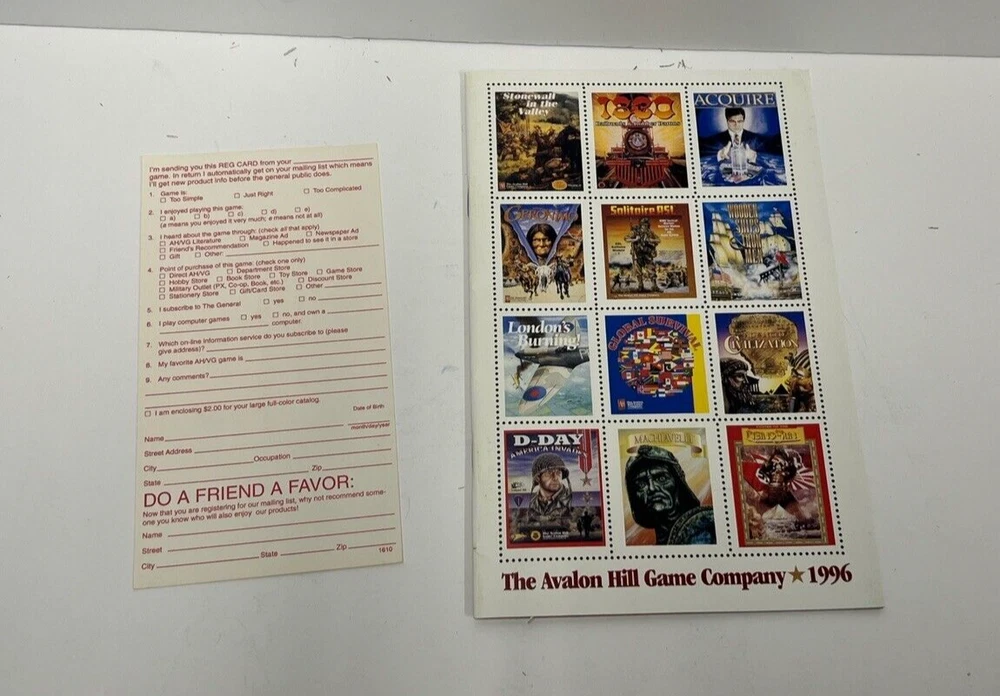 I'm sending you this REG CARD from your
game. In return I automatically get on your mailing list which means
I'll get new product info before the general public does.
1. Game is:
Too Simple Just Right Too Complicated
2. I enjoyed playing this game:
a) b) c) d) e)
(a means you enjoyed it very much; e means not at all)
3. I heard about the game through: (check all that apply)
AH/VG Literature Magazine Ad Newspaper Ad
Friend's Recommendation Happened to see it in a store
Gift Other:
4. Point of purchase of this game: (check one only)
Direct AH/VG Department Store
Hobby Store Book Store Toy Store Game Store
Military Outlet (PX, Co-op, Book, etc.) Discount Store
Stationery Store Gift/Card Store Other
5. I subscribe to The General yes no
6. I play computer games yes no, and own a
computer.
7. Which on-line information service do you subscribe to (please
give address)?
8. My favorite AH/VG game is
9. Any comments?
I am enclosing $2.00 for your large full-color catalog.
Date of Birth
month/day/year
Name
Street Address
City Occupation
State Zip
DO A FRIEND A FAVOR:
Now that you are registering for our mailing list, why not recommend some-
one you know who will also enjoy our products!
Name
Street
City State Zip 1610
Stonewall
in the
Valley
1830
ACQUIRE
GERONIMO
Solitaire ASL
WOODEN
SHIPS
&
IRON
MEN
London's
Burning!
GLOBAL SURVIVAL
CIVILIZATION
D-DAY
AMERICA INVADES
MACHIAVELLI
The Avalon Hill Game Company ★ 1996